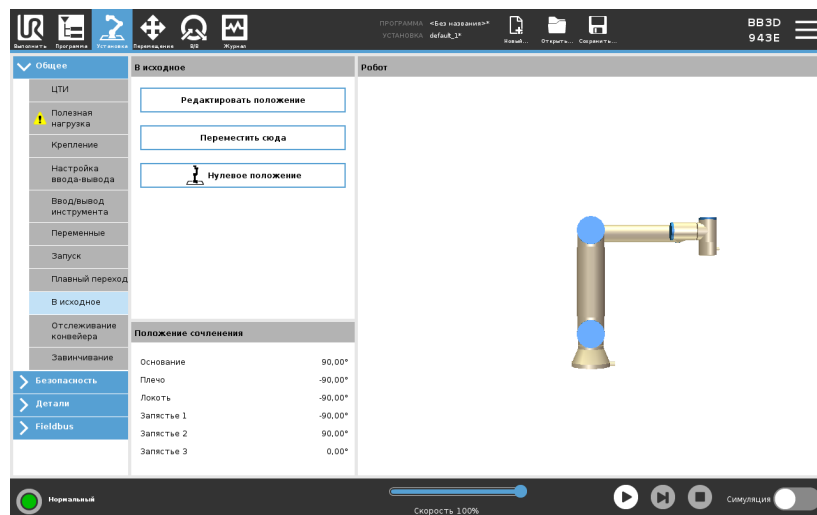 UR
Выполнить Программа Установка Перемещение В/В Журнал
ПРОГРАММА <Без названия>*
УСТАНОВКА default_1*
Новый... Открыть... Сохранить...
BB3D
943E
Общее
ЦТИ
Полезная
нагрузка
Крепление
Настройка
ввода-вывода
Ввод/вывод
инструмента
Переменные
Запуск
Плавный переход
В исходное
Отслеживание
конвейера
Завинчивание
Безопасность
Детали
Fieldbus
В исходное
Редактировать положение
Переместить сюда
Нулевое положение
Положение сочленения
Основание 90,00°
Плечо -90,00°
Локоть -90,00°
Запястье 1 -90,00°
Запястье 2 90,00°
Запястье 3 0,00°
Робот
Нормальный
Скорость 100%
Симуляция